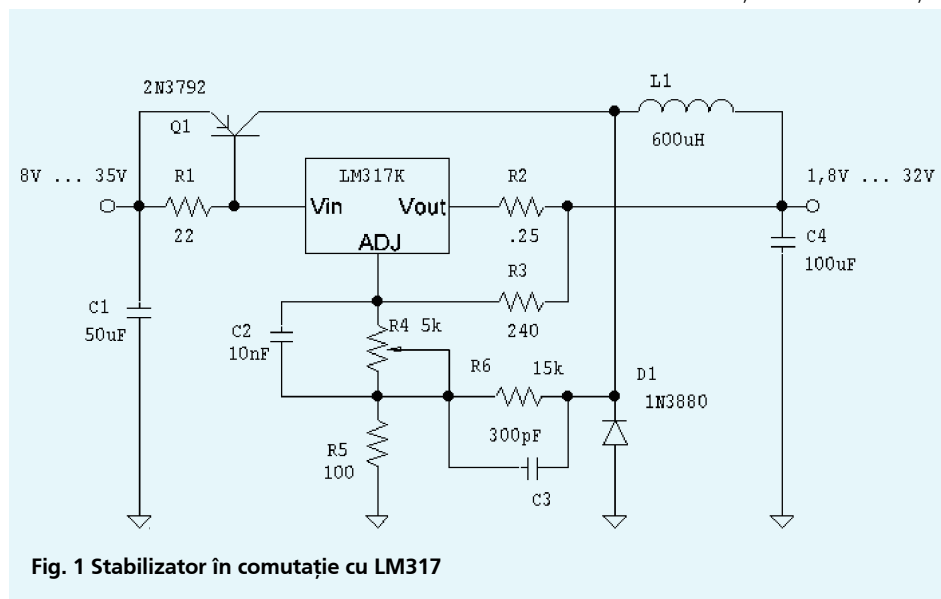 2N3792
Q1
L1
600uH
8V ... 35V
R1
22
LM317K
Vin
Vout
ADJ
R2
.25
1,8V ... 32V
C4
100uF
R3
240
C1
50uF
C2
10nF
R4 5k
R6 15k
D1
1N3880
300pF
C3
R5
100
Fig. 1 Stabilizator în comutație cu LM317